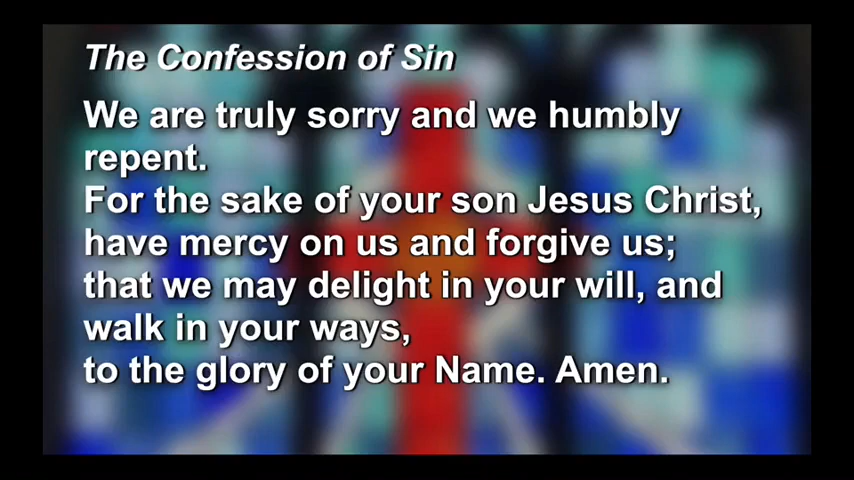 The Confession of Sin
We are truly sorry and we humbly
repent.
For the sake of your son Jesus Christ,
have mercy on us and forgive us;
that we may delight in your will, and
walk in your ways,
to the glory of your Name. Amen.